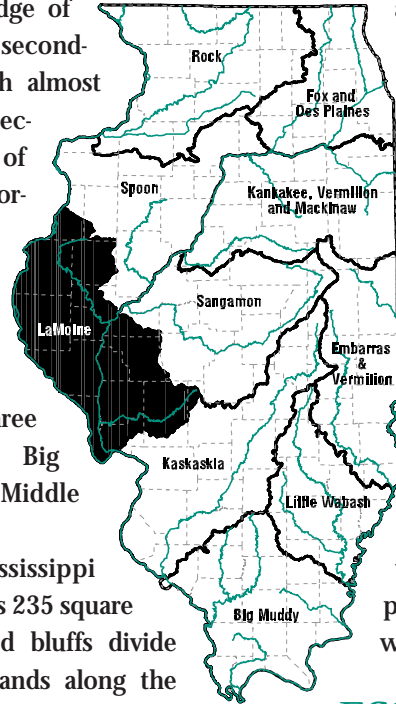 dge of
second-
h almost
ec-
of
or-
Rock
Fox and
Des Plaines
Spoon
Kankakee, Vermilion
and Mackinaw
Sangamon
LaMoine
Embarras
&
Vermilion
Kaskaskia
Little Wabash
Big Muddy
ree
Big
Middle
ssissippi
s 235 square
d bluffs divide
ands along the
p
w